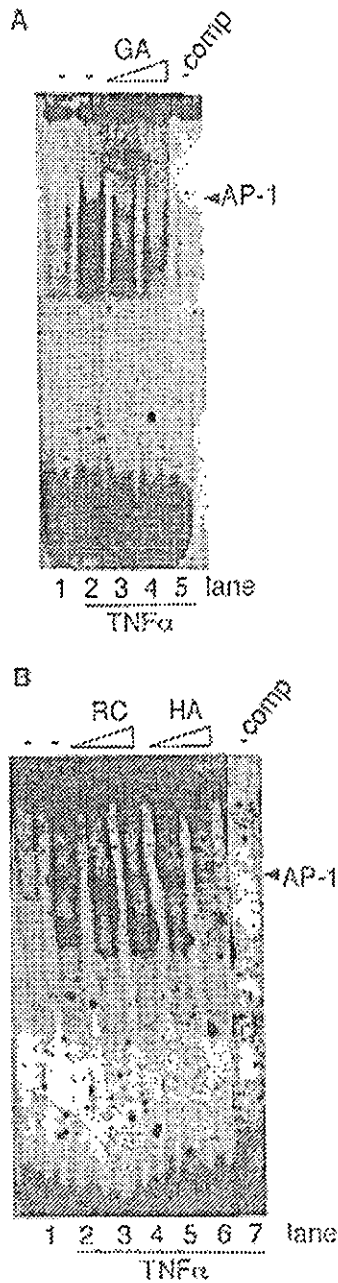 A
- - GA -comp
AP-1
1 2 3 4 5 lane
TNFα
B
- - RC HA -comp
AP-1
1 2 3 4 5 6 7 lane
TNFα